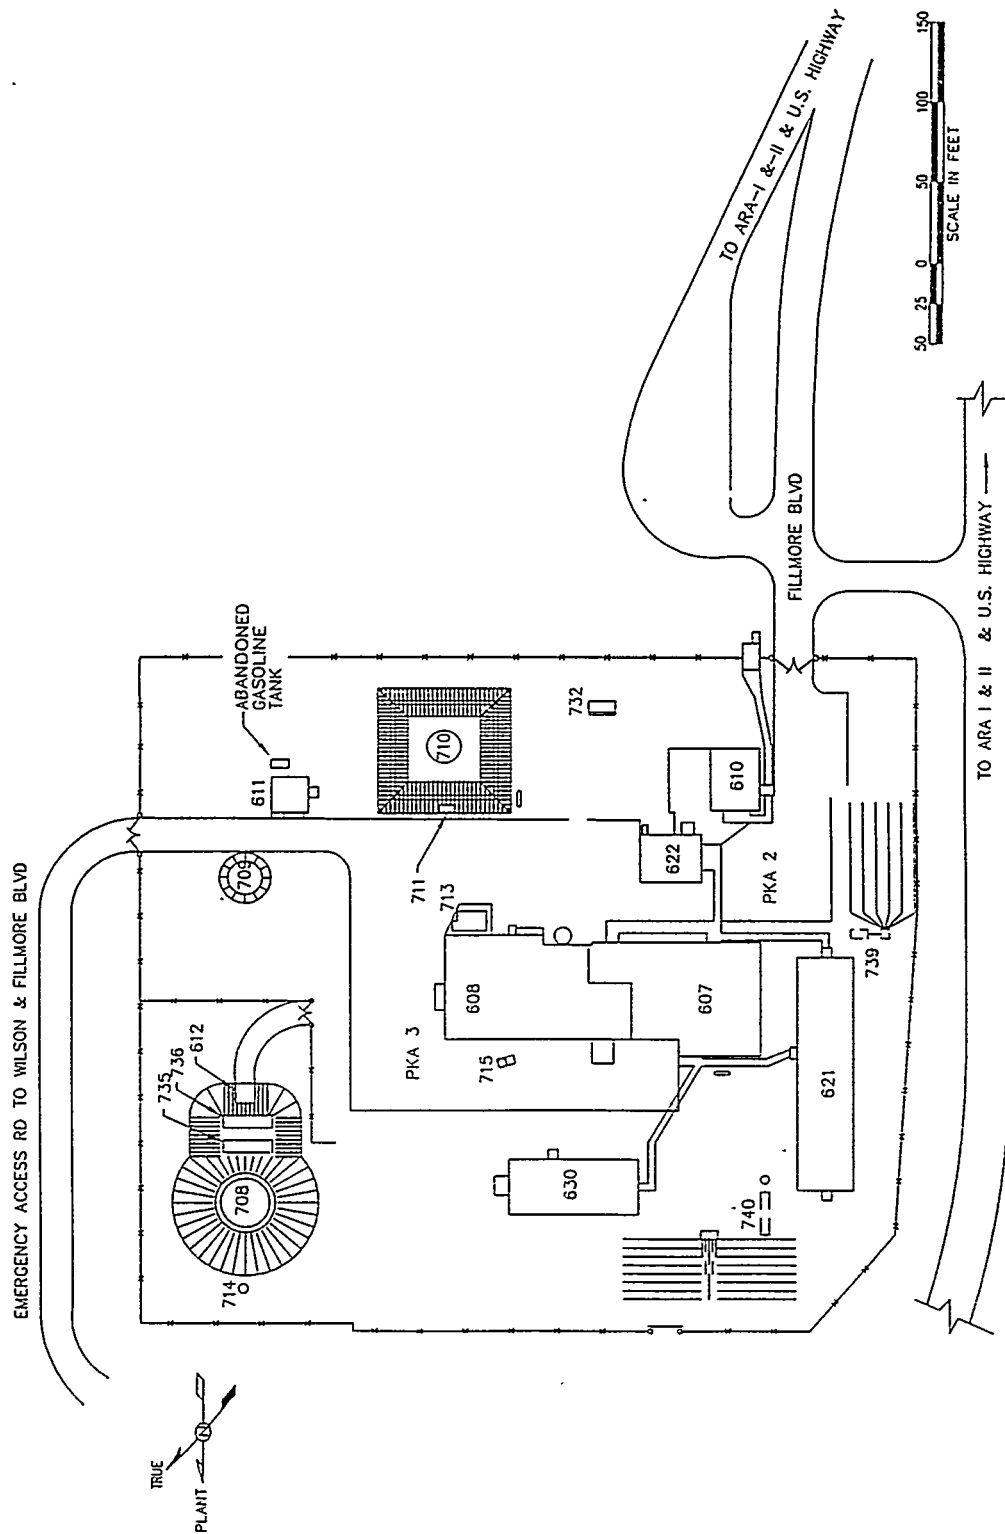 EMERGENCY ACCESS RD TO WILSON & FILLMORE BLVD
TRUE
PLANT
N
714
708
735
736
612
709
611
ABANDONED
GASOLINE
TANK
PKA 3
715
608
713
711
710
732
630
607
622
610
PKA 2
740
621
739
FILLMORE BLVD
TO ARA-I &-II & U.S. HIGHWAY
TO ARA I & II & U.S. HIGHWAY
50 25 0 50 100 150
SCALE IN FEET